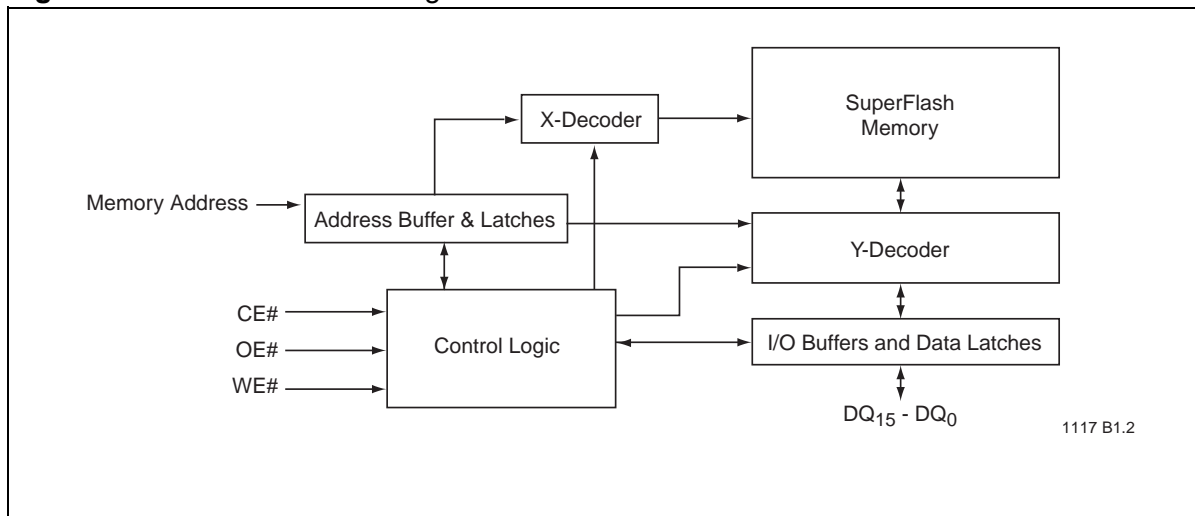 X-Decoder
SuperFlash
Memory
Memory Address
Address Buffer & Latches
Y-Decoder
CE#
OE#
WE#
Control Logic
I/O Buffers and Data Latches
DQ15 - DQ0
1117 B1.2